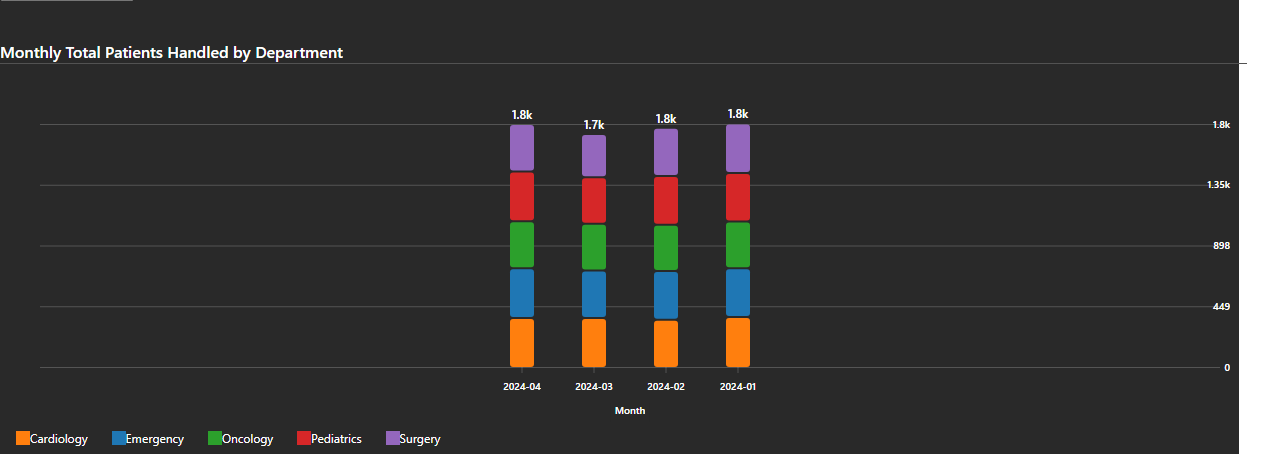 Monthly Total Patients Handled by Department
1.8k 1.7k 1.8k 1.8k
1.8k
1.35k
898
449
0
2024-04 2024-03 2024-02 2024-01
Month
Cardiology Emergency Oncology Pediatrics Surgery